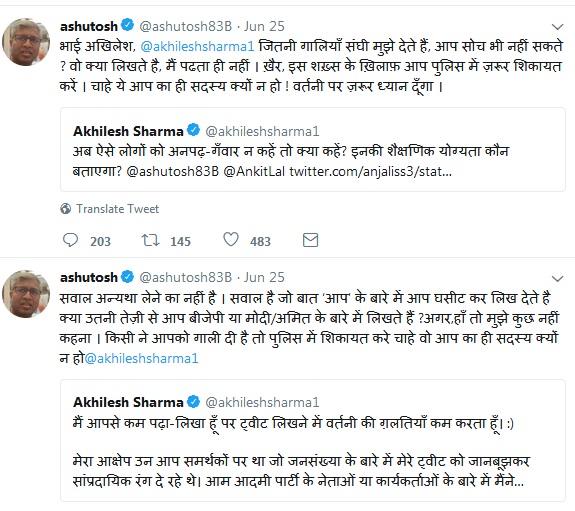 ashutosh @ashutosh83B · Jun 25
भाई अखिलेश, @akhileshsharma1 जितनी गालियाँ संघी मुझे देते हैं, आप सोच भी नहीं सकते
? वो क्या लिखते है, मैं पढता ही नहीं । ख़ैर, इस शख़्स के ख़िलाफ़ आप पुलिस में ज़रूर शिकायत
करें । चाहे ये आप का ही सदस्य क्यों न हो ! वर्तनी पर ज़रूर ध्यान दूँगा ।
Akhilesh Sharma @akhileshsharma1
अब ऐसे लोगों को अनपढ़-गँवार न कहें तो क्या कहें? इनकी शैक्षणिक योग्यता कौन
बताएगा? @ashutosh83B @AnkitLal twitter.com/anjaliss3/stat...
Translate Tweet
203 145 483
ashutosh @ashutosh83B · Jun 25
सवाल अन्यथा लेने का नहीं है । सवाल है जो बात 'आप' के बारे में आप घसीट कर लिख देते है
क्या उतनी तेज़ी से आप बीजेपी या मोदी/अमित के बारे में लिखते हैं ?अगर,हाँ तो मुझे कुछ नहीं
कहना । किसी ने आपको गाली दी है तो पुलिस में शिकायत करे चाहे वो आप का ही सदस्य क्यों
न हो@akhileshsharma1
Akhilesh Sharma @akhileshsharma1
मैं आपसे कम पढ़ा-लिखा हूँ पर ट्वीट लिखने में वर्तनी की ग़लतियाँ कम करता हूँ। :)
मेरा आक्षेप उन आप समर्थकों पर था जो जनसंख्या के बारे में मेरे ट्वीट को जानबूझकर
सांप्रदायिक रंग दे रहे थे। आम आदमी पार्टी के नेताओं या कार्यकर्ताओं के बारे में मैंने...